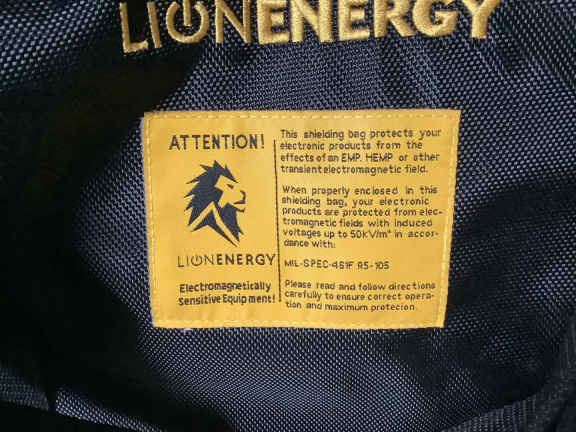 LIONENERGY
ATTENTION!
LIONENERGY
Electromagnetically
Sensitive Equipment!
This shielding bag protects your
electronic products from the
effects of an EMP, HEMP or other
transient electromagnetic field.
When properly enclosed in this
shielding bag, your electronic
products are protected from elec-
tromagnetic fields with induced
voltages up to 50kV/m" in accor-
dance with:
MIL-SPEC-461F RS-105
Please read and follow directions
carefully to ensure correct opera-
tion and maximum protecion.